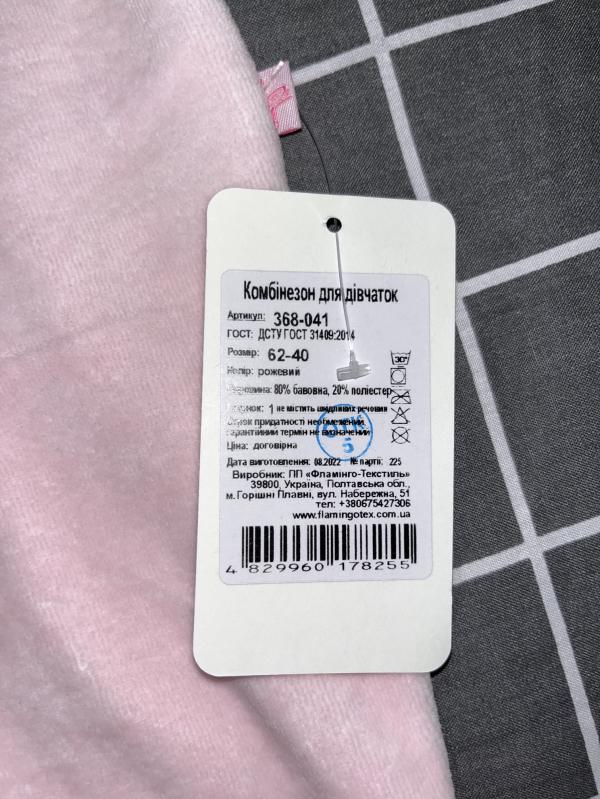 Комбінезон для дівчаток
Артикул: 368-041
ГОСТ: ДСТУ ГОСТ 31409:2014
Розмір: 62-40
Колір: рожевий
80% бавовна, 20% поліестер
1 не містить шкідливих речовин
Строк придатності необмежений,
гарантійний термін не визначений
Ціна: договірна
Дата виготовлення: 08.2022 № партії: 225
Виробник: ПП «Фламінго-Текстиль»
39800, Україна, Полтавська обл.,
м. Горішні Плавні, вул. Набережна, 51
тел: +380675427306
www.flamingotex.com.ua
4 829960 178255
30°
5